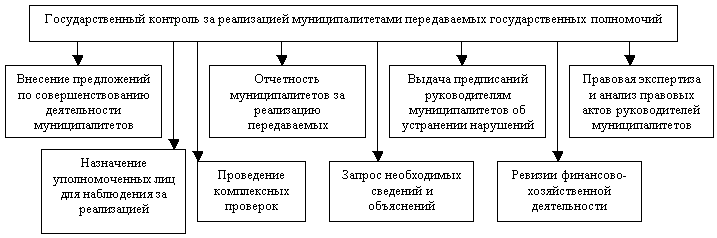 Государственный контроль за реализацией муниципалитетами передаваемых государственных полномочий
Внесение предложений
по совершенствованию
деятельности
муниципалитетов
Отчетность
муниципалитетов за
реализацию
передаваемых
Выдача предписаний
руководителям
муниципалитетов об
устранении нарушений
Правовая экспертиза
и анализ правовых
актов руководителей
муниципалитетов
Назначение
уполномоченных лиц
для наблюдения за
реализацией
Проведение
комплексных
проверок
Запрос необходимых
сведений и
объяснений
Ревизии финансово-
хозяйственной
деятельности